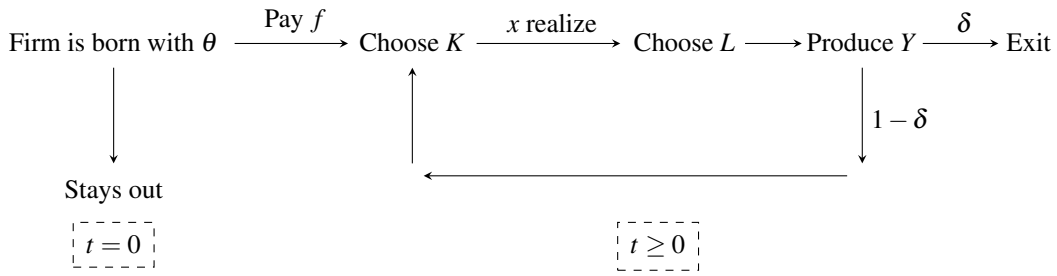 Firm is born with θ
Pay f
Choose K
x realize
Choose L
Produce Y
δ
Exit
1 − δ
Stays out
t = 0
t ≥ 0